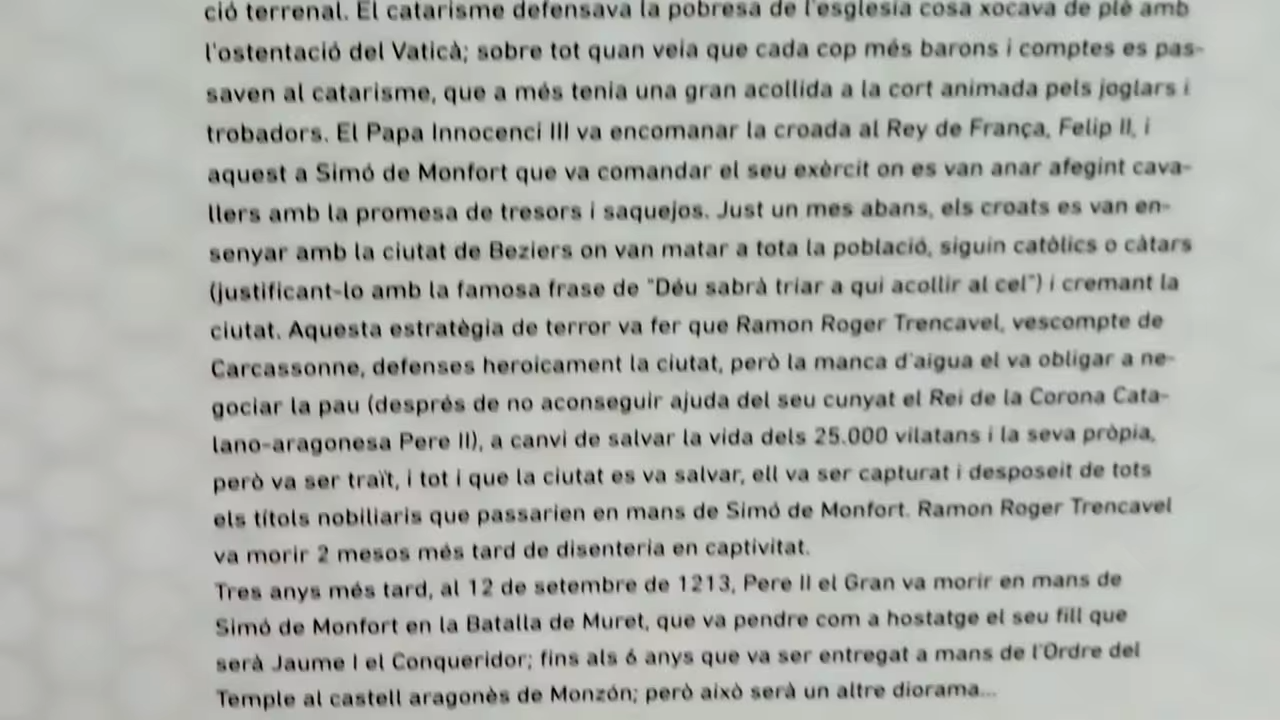 ció terrenal. El catarisme defensava la pobresa de l'esglesia cosa xocava de ple amb
l'ostentació del Vaticà; sobre tot quan veia que cada cop més barons i comptes es pas-
saven al catarisme, que a més tenia una gran acollida a la cort animada pels joglars i
trobadors. El Papa Innocenci III va encomanar la croada al Rey de França, Felip II, i
aquest a Simó de Monfort que va comandar el seu exèrcit on es van anar afegint cava-
llers amb la promesa de tresors i saquejos. Just un mes abans, els croats es van en-
senyar amb la ciutat de Beziers on van matar a tota la població, siguin catòlics o càtars
(justificant-lo amb la famosa frase de "Déu sabrà triar a qui acollir al cel") i cremant la
ciutat. Aquesta estratègia de terror va fer que Ramon Roger Trencavel, vescompte de
Carcassonne, defenses heroicament la ciutat, però la manca d'aigua el va obligar a ne-
gociar la pau (després de no aconseguir ajuda del seu cunyat el Rei de la Corona Cata-
lano-aragonesa Pere II), a canvi de salvar la vida dels 25.000 vilatans i la seva pròpia,
però va ser traït, i tot i que la ciutat es va salvar, ell va ser capturat i desposeit de tots
els títols nobiliaris que passarien en mans de Simó de Monfort. Ramon Roger Trencavel
va morir 2 mesos més tard de disenteria en captivitat.
Tres anys més tard, al 12 de setembre de 1213, Pere II el Gran va morir en mans de
Simó de Monfort en la Batalla de Muret, que va pendre com a hostatge el seu fill que
serà Jaume I el Conqueridor; fins als 6 anys que va ser entregat a mans de l'Ordre del
Temple al castell aragonès de Monzón; però això serà un altre diorama...